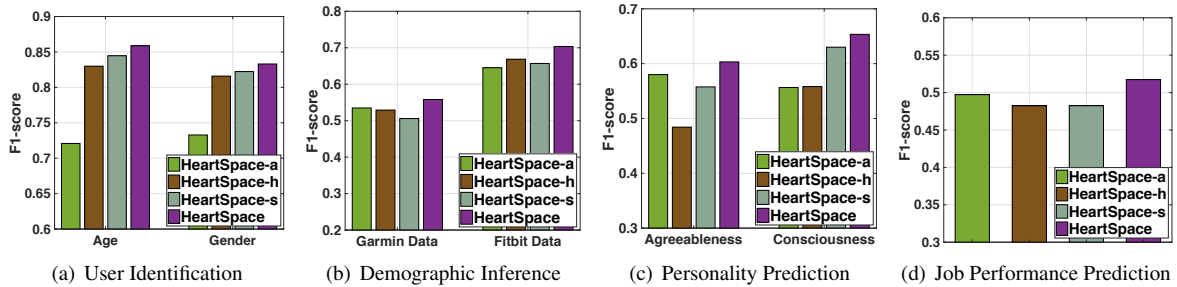 0.9
0.85
0.8
0.75
0.7
0.65
0.6
F1-score
Age
Gender
HeartSpace-a
HeartSpace-h
HeartSpace-s
HeartSpace
(a) User Identification
0.8
0.7
0.6
0.5
0.4
0.3
0.2
F1-score
Garmin Data
Fitbit Data
HeartSpace-a
HeartSpace-h
HeartSpace-s
HeartSpace
(b) Demographic Inference
0.7
0.6
0.5
0.4
0.3
F1-score
Agreeableness
Consciousness
HeartSpace-a
HeartSpace-h
HeartSpace-s
HeartSpace
(c) Personality Prediction
0.6
0.55
0.5
0.45
0.4
0.35
0.3
F1-score
HeartSpace-a
HeartSpace-h
HeartSpace-s
HeartSpace
(d) Job Performance Prediction